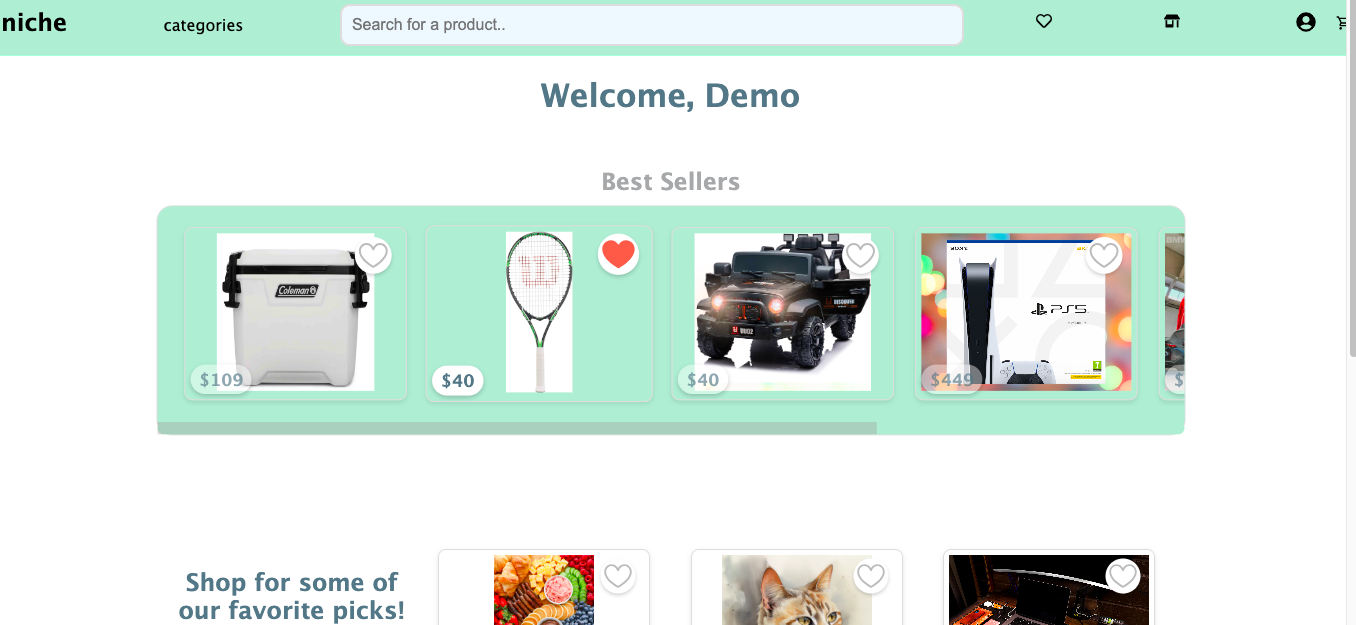 niche
categories
Search for a product..
Welcome, Demo
Best Sellers
Coleman
W
PS5
$109
$40
$40
$449
$
Shop for some of
our favorite picks!